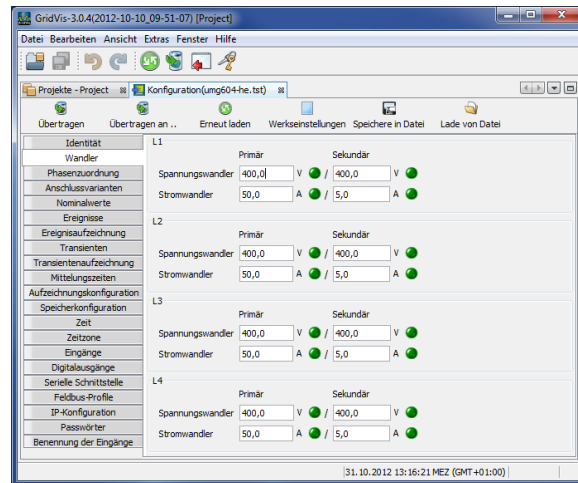 GridVis-3.0.4(2012-10-10_09-51-07) [Project]
Datei Bearbeiten Ansicht Extras Fenster Hilfe
Projekte - Project Konfiguration(umg604-he.tst)
Übertragen Übertragen an .. Erneut laden Werkseinstellungen Speichere in Datei Lade von Datei
Identität
Wandler
Phasenzuordnung
Anschlussvarianten
Nominalwerte
Ereignisse
Ereignisaufzeichnung
Transienten
Transientenaufzeichnung
Mittelungszeiten
Aufzeichnungskonfiguration
Speicherkonfiguration
Zeit
Zeitzone
Eingänge
Digitalausgänge
Serielle Schnittstelle
Feldbus-Profile
IP-Konfiguration
Passwörter
Benennung der Eingänge
L1
Primär Sekundär
Spannungswandler 400,0 V / 400,0 V
Stromwandler 50,0 A / 5,0 A
L2
Primär Sekundär
Spannungswandler 400,0 V / 400,0 V
Stromwandler 50,0 A / 5,0 A
L3
Primär Sekundär
Spannungswandler 400,0 V / 400,0 V
Stromwandler 50,0 A / 5,0 A
L4
Primär Sekundär
Spannungswandler 400,0 V / 400,0 V
Stromwandler 50,0 A / 5,0 A
31.10.2012 13:16:21 MEZ (GMT+01:00)